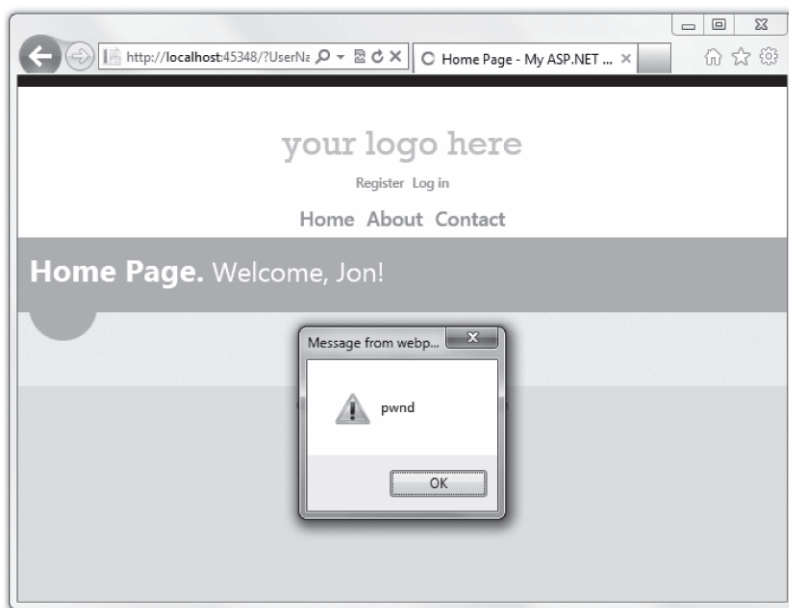 http://localhost:45348/?UserNa
Home Page - My ASP.NET ...
your logo here
Register Log in
Home About Contact
Home Page. Welcome, Jon!
Message from webp...
pwnd
OK